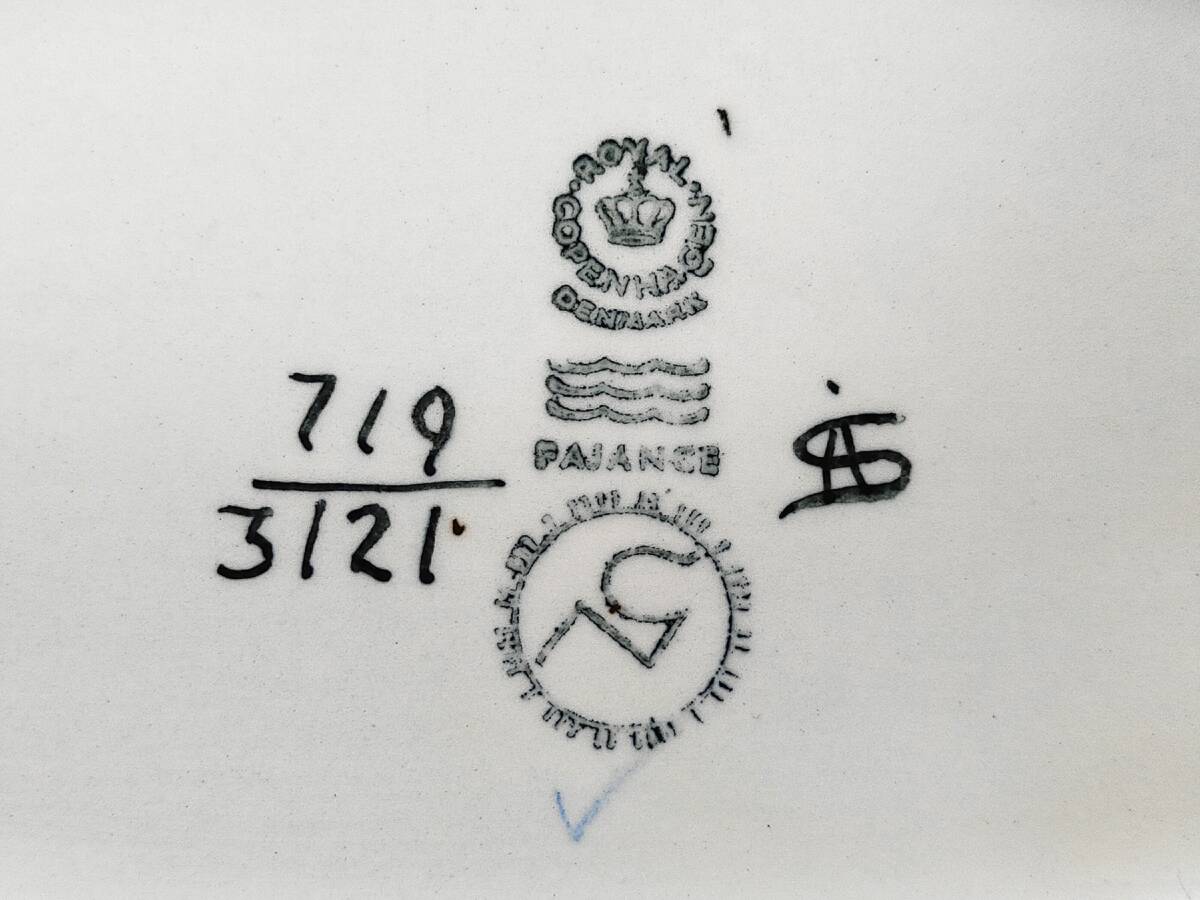 ROYAL
COPENHAGEN
DENMARK
719
3121
FAJANCE